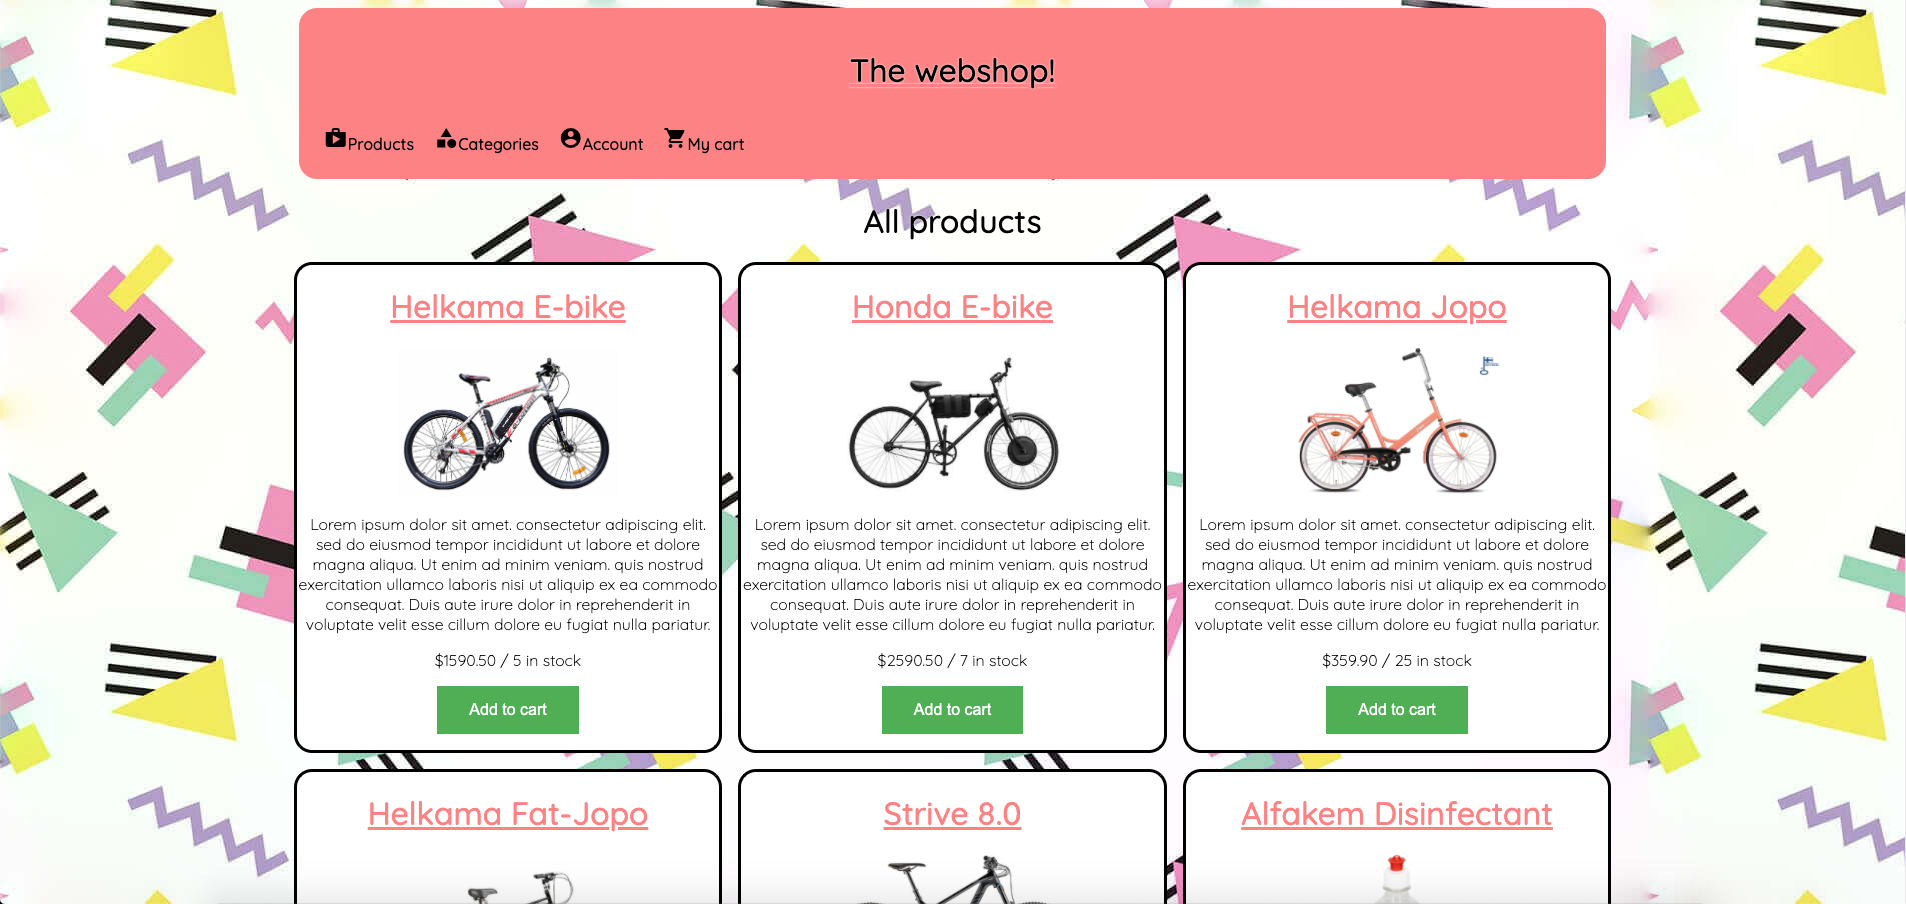 The webshop!
Products Categories Account My cart
All products
Helkama E-bike
Lorem ipsum dolor sit amet. consectetur adipiscing elit.
sed do eiusmod tempor incididunt ut labore et dolore
magna aliqua. Ut enim ad minim veniam. quis nostrud
exercitation ullamco laboris nisi ut aliquip ex ea commodo
consequat. Duis aute irure dolor in reprehenderit in
voluptate velit esse cillum dolore eu fugiat nulla pariatur.
$1590.50 / 5 in stock
Add to cart
Honda E-bike
Lorem ipsum dolor sit amet. consectetur adipiscing elit.
sed do eiusmod tempor incididunt ut labore et dolore
magna aliqua. Ut enim ad minim veniam. quis nostrud
exercitation ullamco laboris nisi ut aliquip ex ea commodo
consequat. Duis aute irure dolor in reprehenderit in
voluptate velit esse cillum dolore eu fugiat nulla pariatur.
$2590.50 / 7 in stock
Add to cart
Helkama Jopo
Lorem ipsum dolor sit amet. consectetur adipiscing elit.
sed do eiusmod tempor incididunt ut labore et dolore
magna aliqua. Ut enim ad minim veniam. quis nostrud
exercitation ullamco laboris nisi ut aliquip ex ea commodo
consequat. Duis aute irure dolor in reprehenderit in
voluptate velit esse cillum dolore eu fugiat nulla pariatur.
$359.90 / 25 in stock
Add to cart
Helkama Fat-Jopo
Strive 8.0
Alfakem Disinfectant